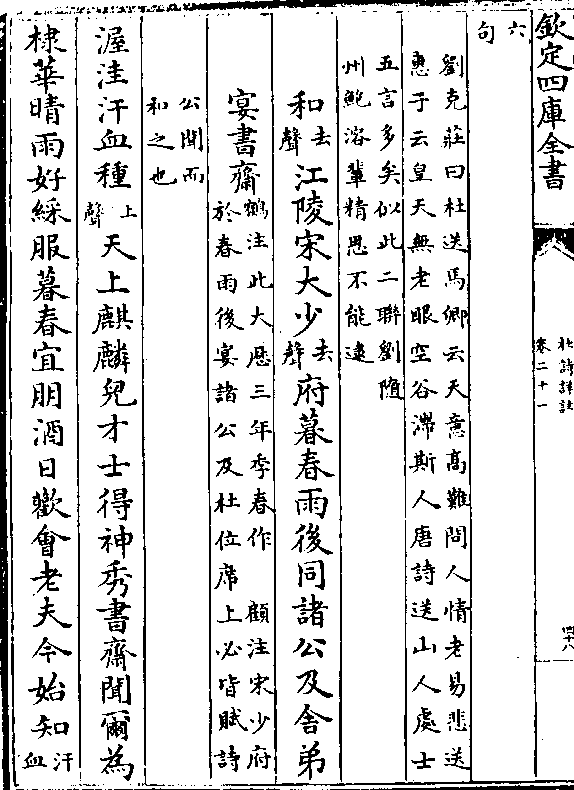 欽定四庫全書
杜詩詳註
卷二十一
四十八
六
句
劉克莊曰杜送馬卿云天意高難問人情老易悲送
惠子云皇天無老眼空谷滯斯人唐詩送山人處士
五言多矣似此二聯劉隨
州鮑溶輩精思不能逮
和去聲江陵宋大少去聲府暮春雨後同諸公及舍弟
宴書齋鶴注此大厯三年季春作 顧注宋少府
於春雨後宴諸公及杜位席上必皆賦詩
公聞而
和之也
渥洼汗血種上聲天上麒麟兒才士得神秀書齋聞爾為
棣華晴雨好綵服暮春宜朋酒日歡㑹老夫今始知汗
血